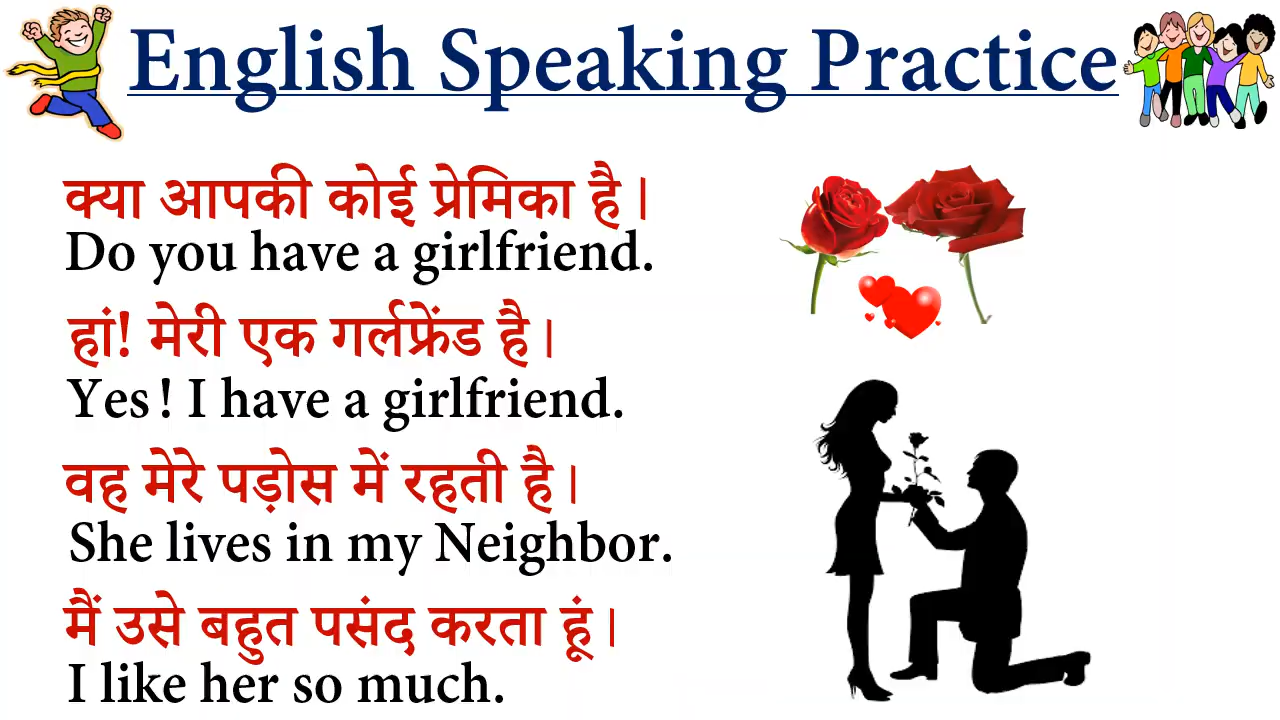 English Speaking Practice
क्या आपकी कोई प्रेमिका है।
Do you have a girlfriend.
हां! मेरी एक गर्लफ्रेंड है।
Yes! I have a girlfriend.
वह मेरे पड़ोस में रहती है।
She lives in my Neighbor.
मैं उसे बहुत पसंद करता हूं।
I like her so much.